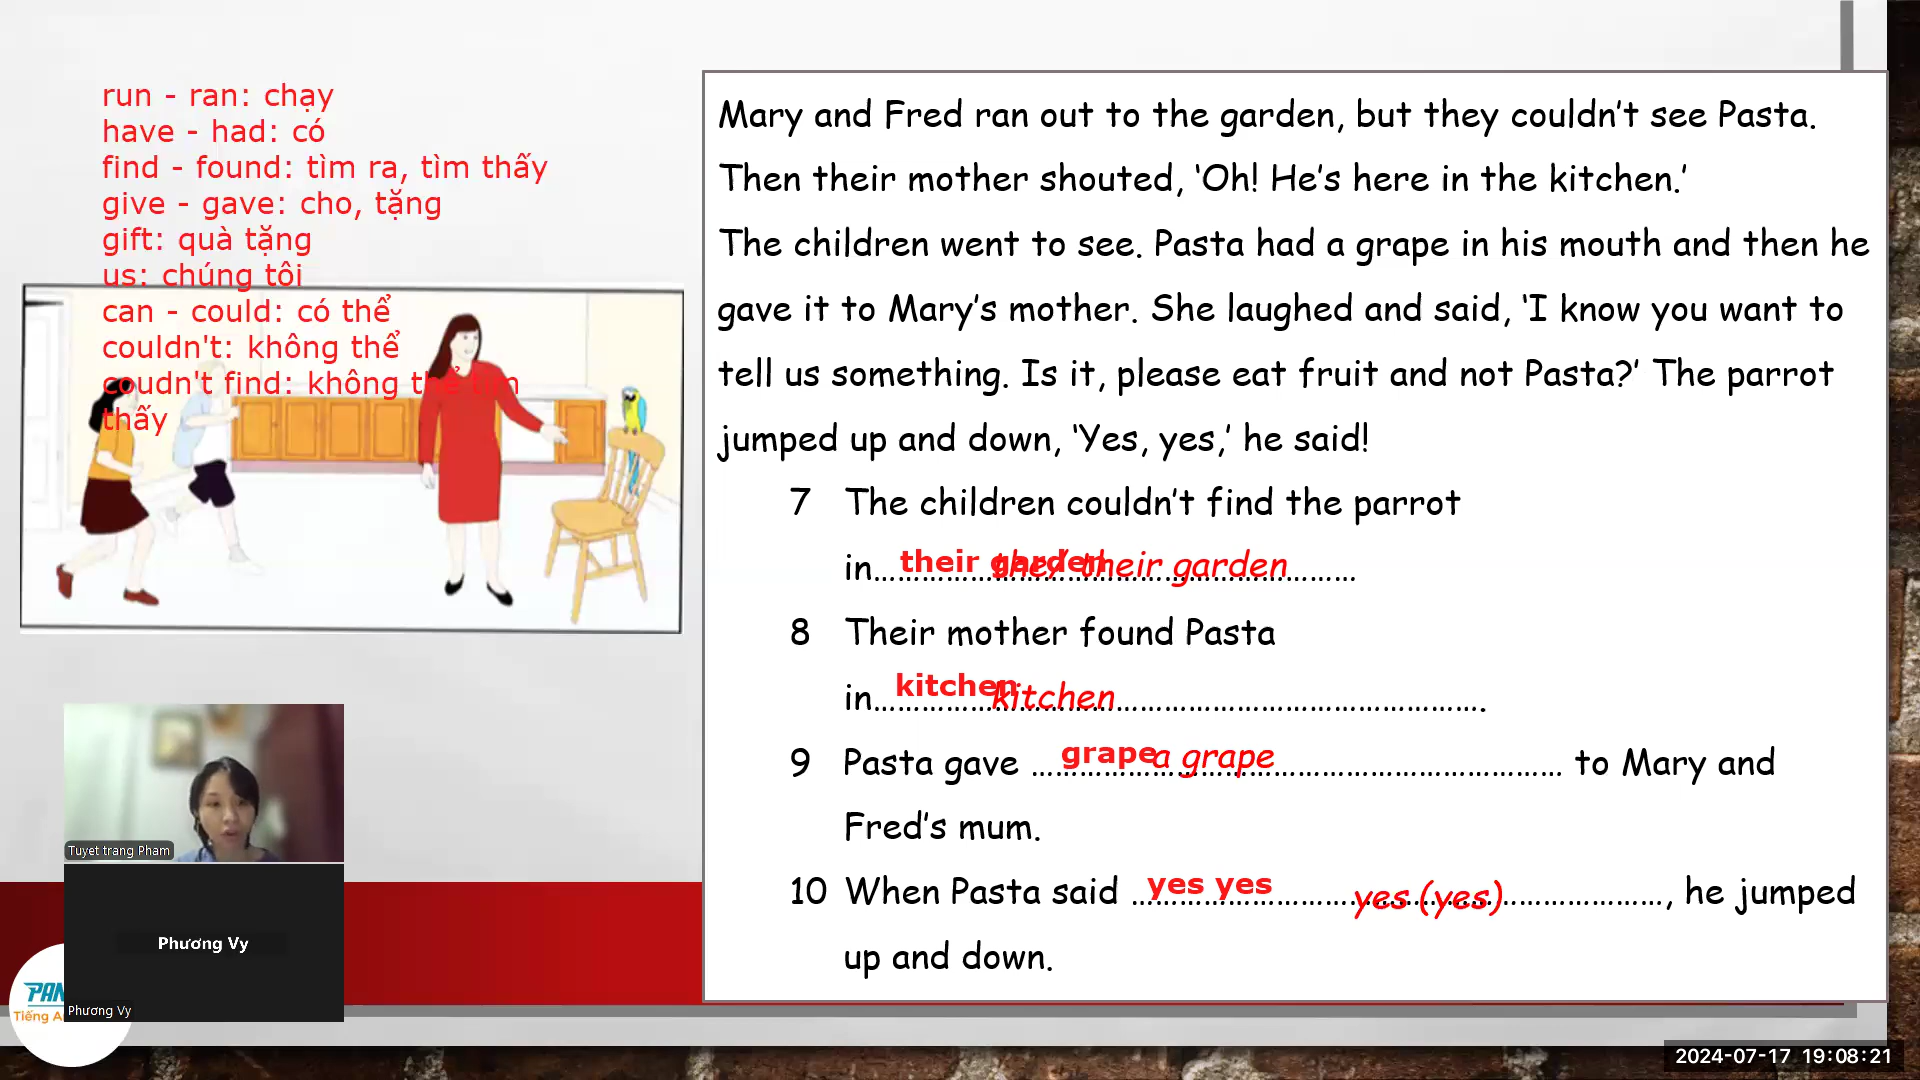 run - ran: chạy
have - had: có
find - found: tìm ra, tìm thấy
give - gave: cho, tặng
gift: quà tặng
us: chúng tôi
can - could: có thể
couldn't: không thể
coudn't find: không thể tìm
thấy
Mary and Fred ran out to the garden, but they couldn't see Pasta.
Then their mother shouted, 'Oh! He's here in the kitchen.'
The children went to see. Pasta had a grape in his mouth and then he
gave it to Mary's mother. She laughed and said, 'I know you want to
tell us something. Is it, please eat fruit and not Pasta?' The parrot
jumped up and down, 'Yes, yes,' he said!
7 The children couldn't find the parrot
in…………………………………………………
their garden
they/ their garden
8 Their mother found Pasta
in………………………………………………………………….
kitchen
kitchen
9 Pasta gave ………………………………………………………… to Mary and
grape
a grape
Fred's mum.
10 When Pasta said …………………………………………………………, he jumped
yes yes
yes (yes)
up and down.
Tuyet trang Pham
Phương Vy
Phương Vy
PAN
Tiếng A
2024-07-17 19:08:21